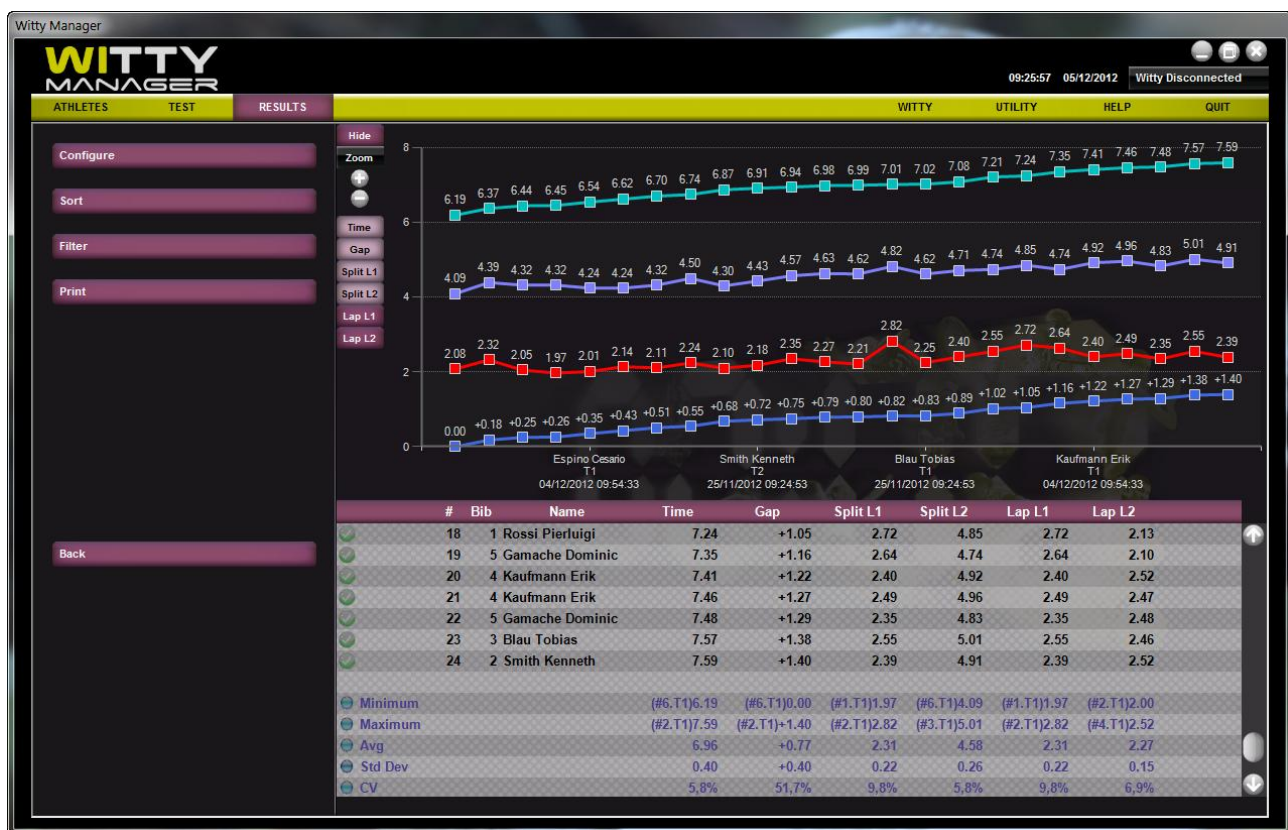 Witty Manager
WITTY
MANAGER
09:25:57 05/12/2012 Witty Disconnected
ATHLETES TEST RESULTS WITTY UTILITY HELP QUIT
Configure
Sort
Filter
Print
Back
Hide
Zoom
Time
Gap
Split L1
Split L2
Lap L1
Lap L2
8
6
4
2
0
6.19 6.37 6.44 6.45 6.54 6.62 6.70 6.74 6.87 6.91 6.94 6.98 6.99 7.01 7.02 7.08 7.21 7.24 7.35 7.41 7.46 7.48 7.57 7.59
4.09 4.39 4.32 4.32 4.24 4.24 4.32 4.50 4.30 4.43 4.57 4.63 4.62 4.82 4.62 4.71 4.74 4.85 4.74 4.92 4.96 4.83 5.01 4.91
2.08 2.32 2.05 1.97 2.01 2.14 2.11 2.24 2.10 2.18 2.35 2.27 2.21 2.82 2.25 2.40 2.55 2.72 2.64 2.40 2.49 2.35 2.55 2.39
0.00 +0.18 +0.25 +0.26 +0.35 +0.43 +0.51 +0.55 +0.68 +0.72 +0.75 +0.79 +0.80 +0.82 +0.83 +0.89 +1.02 +1.05 +1.16 +1.22 +1.27 +1.29 +1.38 +1.40
Espino Cesario Smith Kenneth Blau Tobias Kaufmann Erik
T1 T2 T1 T1
04/12/2012 09:54:33 25/11/2012 09:24:53 25/11/2012 09:24:53 04/12/2012 09:54:33
# Bib Name Time Gap Split L1 Split L2 Lap L1 Lap L2
18 1 Rossi Pierluigi 7.24 +1.05 2.72 4.85 2.72 2.13
19 5 Gamache Dominic 7.35 +1.16 2.64 4.74 2.64 2.10
20 4 Kaufmann Erik 7.41 +1.22 2.40 4.92 2.40 2.52
21 4 Kaufmann Erik 7.46 +1.27 2.49 4.96 2.49 2.47
22 5 Gamache Dominic 7.48 +1.29 2.35 4.83 2.35 2.48
23 3 Blau Tobias 7.57 +1.38 2.55 5.01 2.55 2.46
24 2 Smith Kenneth 7.59 +1.40 2.39 4.91 2.39 2.52
Minimum (#6.T1)6.19 (#6.T1)0.00 (#1.T1)1.97 (#6.T1)4.09 (#1.T1)1.97 (#2.T1)2.00
Maximum (#2.T1)7.59 (#2.T1)+1.40 (#2.T1)2.82 (#3.T1)5.01 (#2.T1)2.82 (#4.T1)2.52
Avg 6.96 +0.77 2.31 4.58 2.31 2.27
Std Dev 0.40 +0.40 0.22 0.26 0.22 0.15
CV 5,8% 51,7% 9,8% 5,8% 9,8% 6,9%